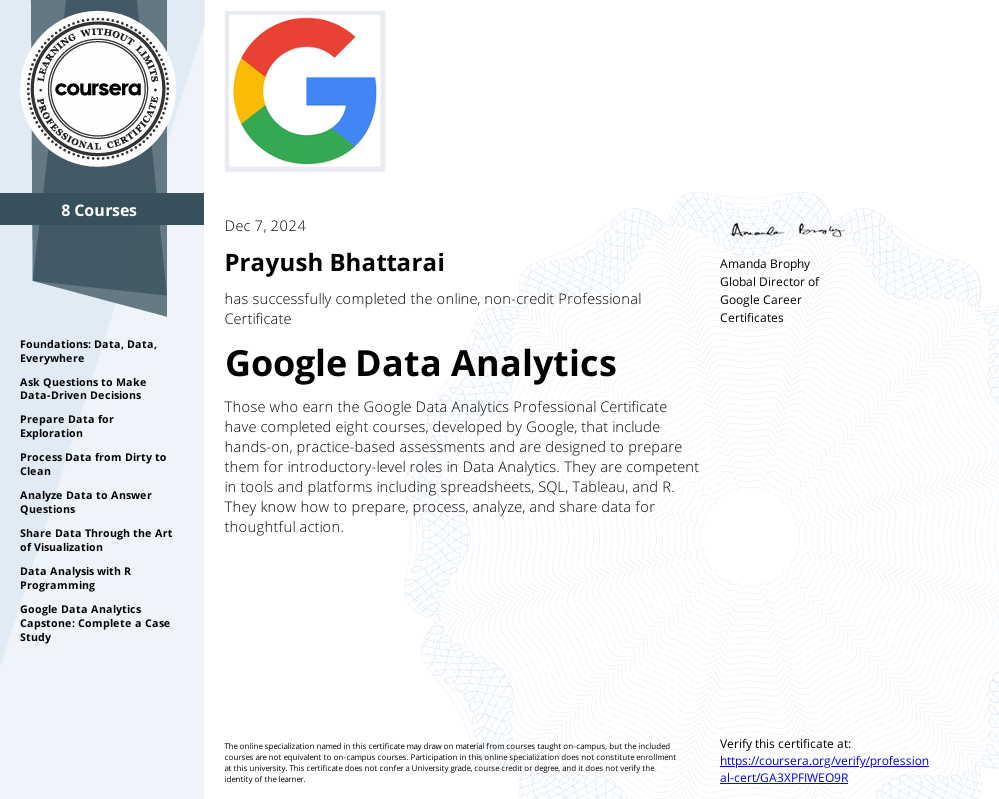 LEARNING WITHOUT LIMITS
coursera
PROFESSIONAL CERTIFICATE
8 Courses
Foundations: Data, Data,
Everywhere
Ask Questions to Make
Data-Driven Decisions
Prepare Data for
Exploration
Process Data from Dirty to
Clean
Analyze Data to Answer
Questions
Share Data Through the Art
of Visualization
Data Analysis with R
Programming
Google Data Analytics
Capstone: Complete a Case
Study
G
Dec 7, 2024
Prayush Bhattarai
has successfully completed the online, non-credit Professional
Certificate
Google Data Analytics
Those who earn the Google Data Analytics Professional Certificate
have completed eight courses, developed by Google, that include
hands-on, practice-based assessments and are designed to prepare
them for introductory-level roles in Data Analytics. They are competent
in tools and platforms including spreadsheets, SQL, Tableau, and R.
They know how to prepare, process, analyze, and share data for
thoughtful action.
Amanda Brophy
Amanda Brophy
Global Director of
Google Career
Certificates
The online specialization named in this certificate may draw on material from courses taught on-campus, but the included
courses are not equivalent to on-campus courses. Participation in this online specialization does not constitute enrollment
at this university. This certificate does not confer a University grade, course credit or degree, and it does not verify the
identity of the learner.
Verify this certificate at:
https://coursera.org/verify/profession
al-cert/GA3XPFIWEO9R